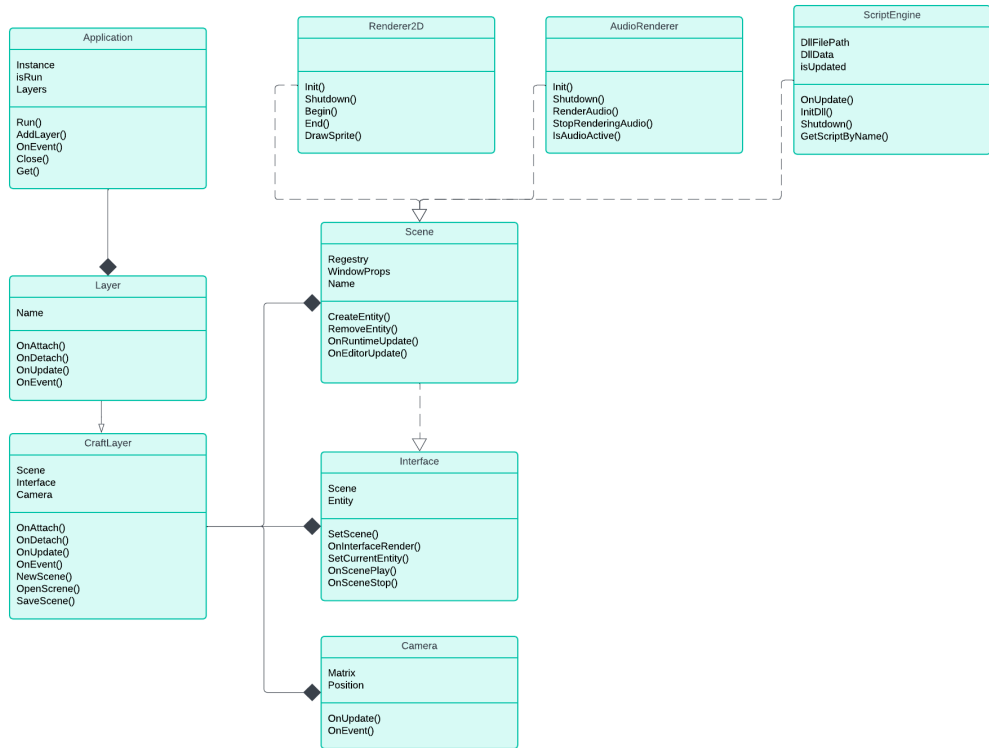 Application
Instance
isRun
Layers
Run()
AddLayer()
OnEvent()
Close()
Get()
Renderer2D
Init()
Shutdown()
Begin()
End()
DrawSprite()
AudioRenderer
Init()
Shutdown()
RenderAudio()
StopRenderingAudio()
IsAudioActive()
ScriptEngine
DllFilePath
DllData
isUpdated
OnUpdate()
InitDll()
Shutdown()
GetScriptByName()
Layer
Name
OnAttach()
OnDetach()
OnUpdate()
OnEvent()
Scene
Regestry
WindowProps
Name
CreateEntity()
RemoveEntity()
OnRuntimeUpdate()
OnEditorUpdate()
CraftLayer
Scene
Interface
Camera
OnAttach()
OnDetach()
OnUpdate()
OnEvent()
NewScene()
OpenScrene()
SaveScene()
Interface
Scene
Entity
SetScene()
OnInterfaceRender()
SetCurrentEntity()
OnScenePlay()
OnSceneStop()
Camera
Matrix
Position
OnUpdate()
OnEvent()